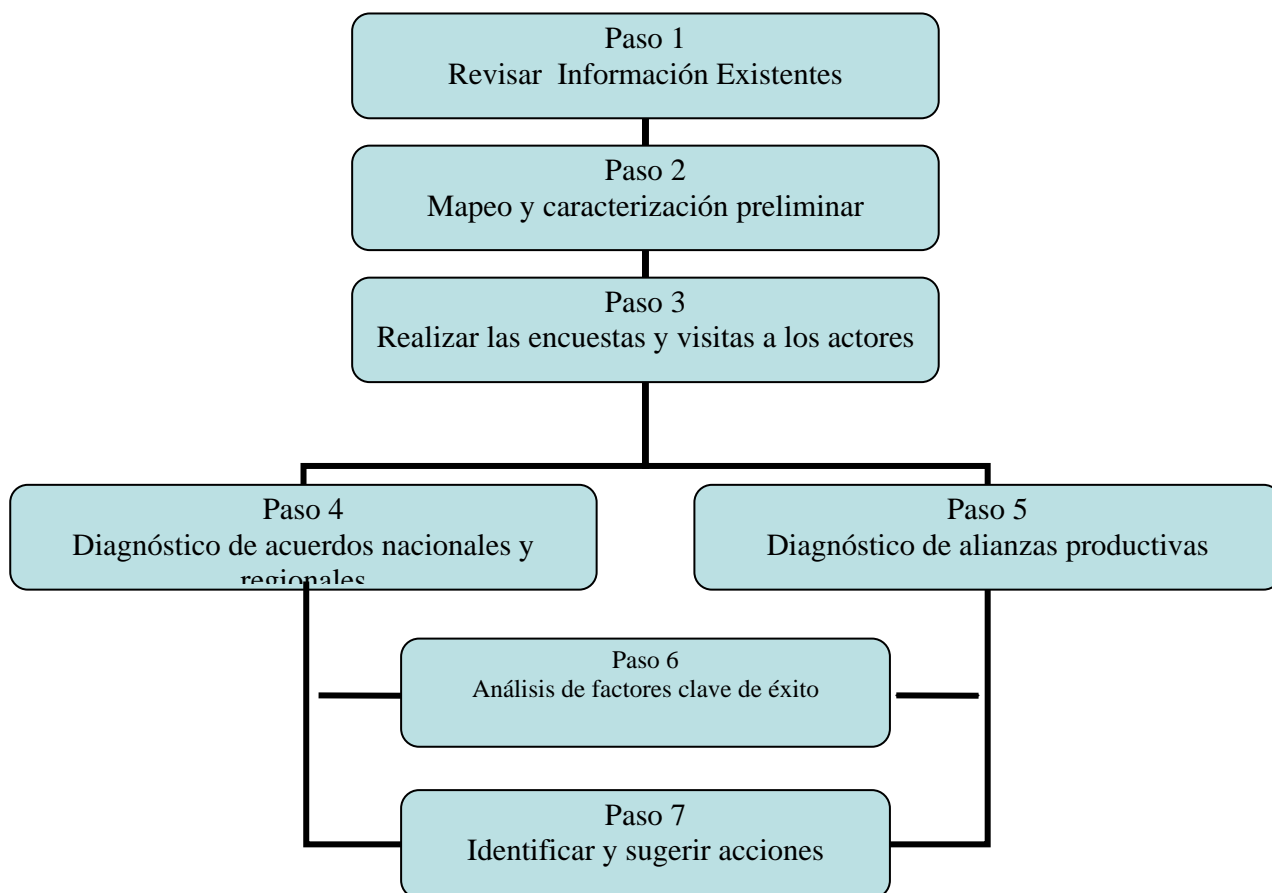 Paso 1
Revisar Información Existentes
Paso 2
Mapeo y caracterización preliminar
Paso 3
Realizar las encuestas y visitas a los actores
Paso 4
Diagnóstico de acuerdos nacionales y
regionales
Paso 5
Diagnóstico de alianzas productivas
Paso 6
Análisis de factores clave de éxito
Paso 7
Identificar y sugerir acciones